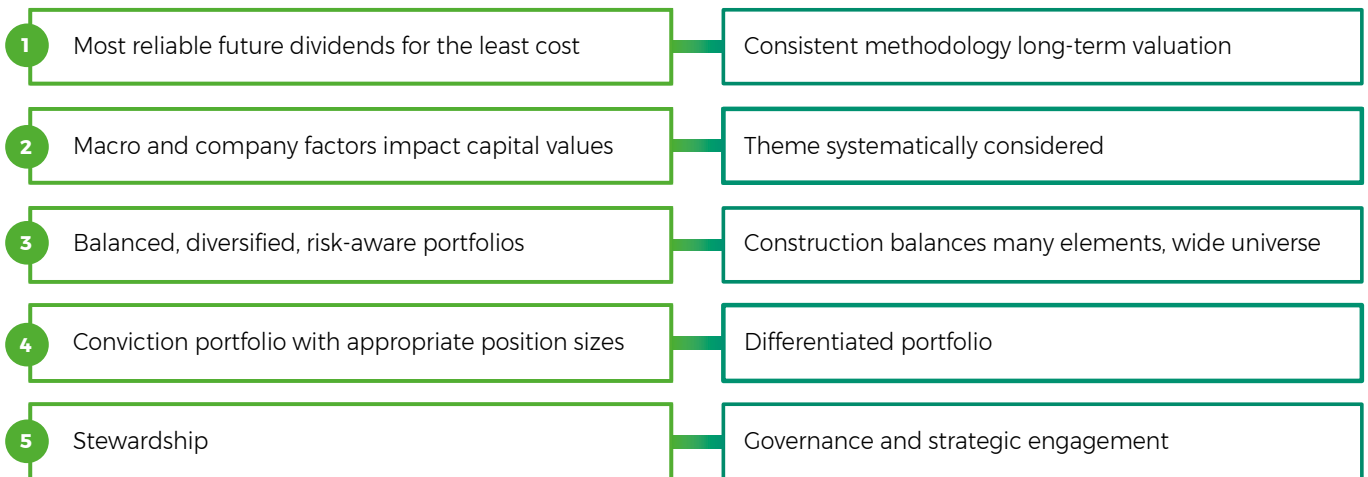 1 Most reliable future dividends for the least cost Consistent methodology long-term valuation
2 Macro and company factors impact capital values Theme systematically considered
3 Balanced, diversified, risk-aware portfolios Construction balances many elements, wide universe
4 Conviction portfolio with appropriate position sizes Differentiated portfolio
5 Stewardship Governance and strategic engagement